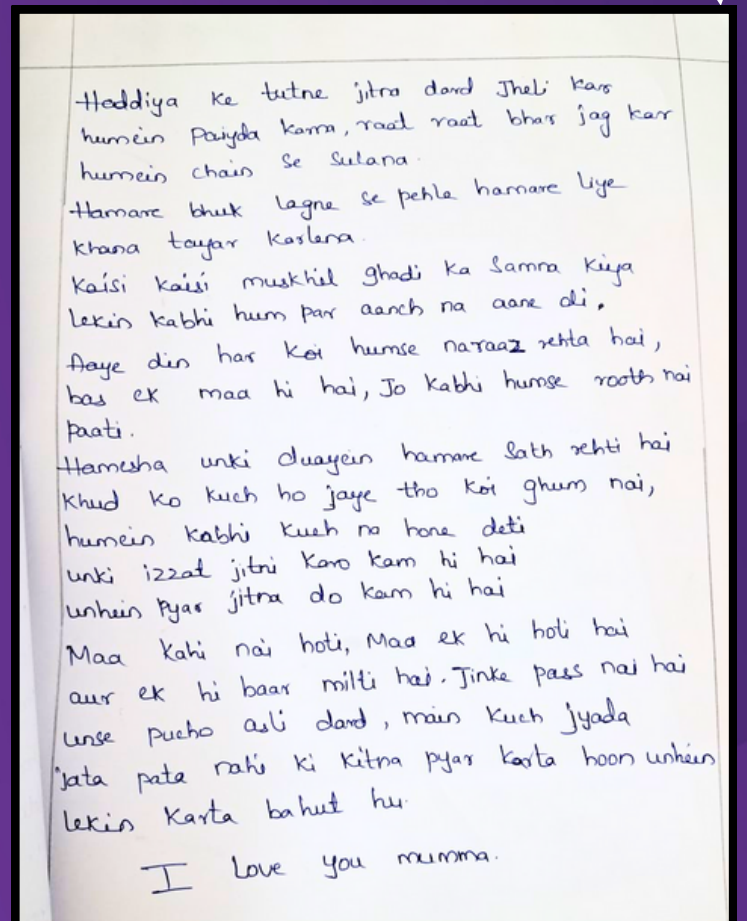 Haddiya ke tutne jitna dard Jheli kar
humein Paiyda karna, raat raat bhar jag kar
humein chain se Sulana.
Hamare bhuk lagne se pehle hamare liye
khana tayar karlena.
Kaisi kaisi muskhil ghadi ka Samna kiya
lekin kabhi hum par aanch na aane di.
Aaye din har koi humse naraaz rehta hai,
bas ek maa hi hai, Jo kabhi humse rooth nai
paati.
Hamesha unki duayein hamare Sath rehti hai
Khud ko kuch ho jaye tho koi ghum nai,
humein kabhi kuch na hone deti
unki izzat jitni Karo kam hi hai
unhein Pyar jitna do kam hi hai
Maa kahi nai hoti, Maa ek hi hoti hai
aur ek hi baar milti hai. Jinke pass nai hai
unse pucho asli dard, main kuch jyada
jata pata nahi ki kitna pyar karta hoon unhein
lekin karta bahut hu.
I love you mumma.